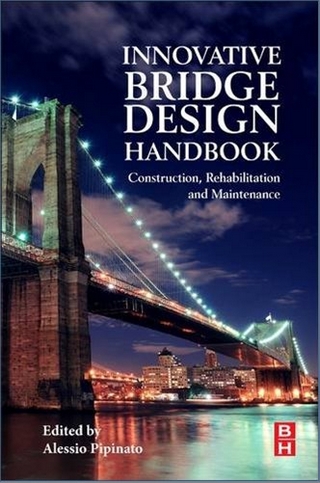 INNOVATIVE
BRIDGE
DESIGN
HANDBOOK
Construction, Rehabilitation
and Maintenance
Edited by
Alessio Pipinato
B
H